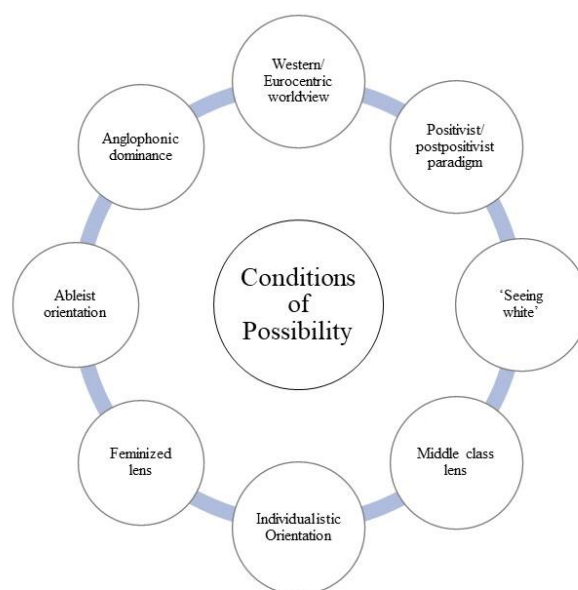 Western/
Eurocentric
worldview
Positivist/
postpositivist
paradigm
‘Seeing
white’
Middle class
lens
Individualistic
Orientation
Feminized
lens
Ableist
orientation
Anglophonic
dominance
Conditions
of
Possibility